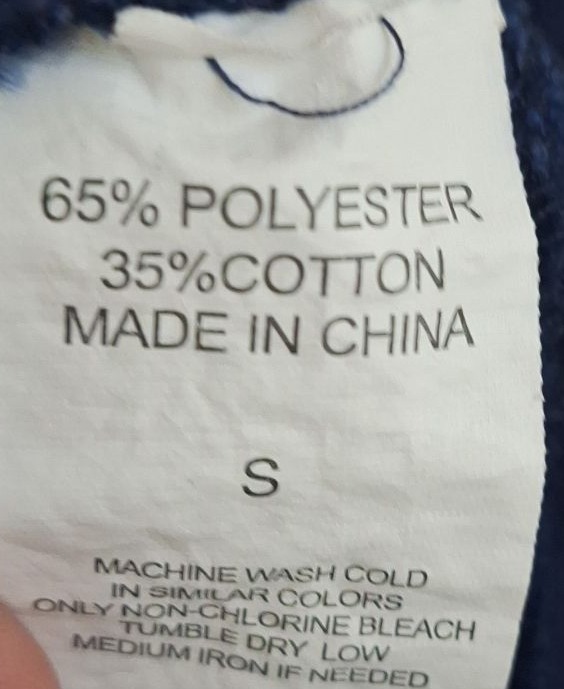 65% POLYESTER
35%COTTON
MADE IN CHINA
S
MACHINE WASH COLD
IN SIMILAR COLORS
ONLY NON-CHLORINE BLEACH
TUMBLE DRY LOW
MEDIUM IRON IF NEEDED